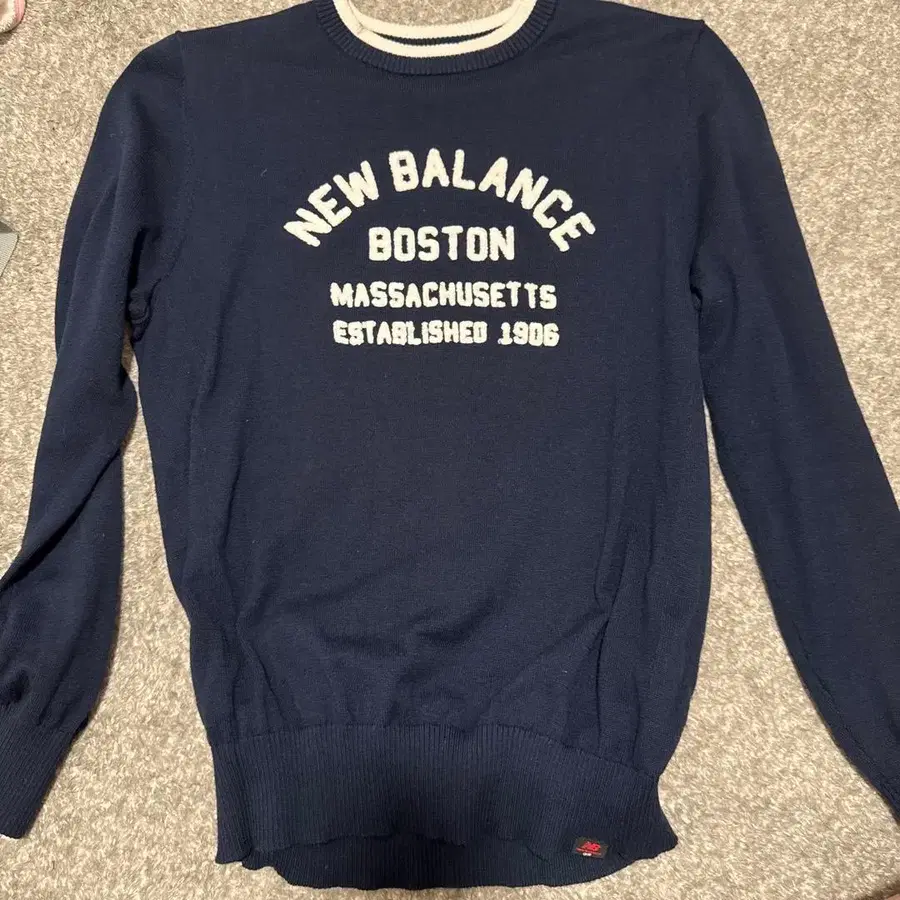 NEW BALANCE
BOSTON
MASSACHUSETTS
ESTABLISHED 1906